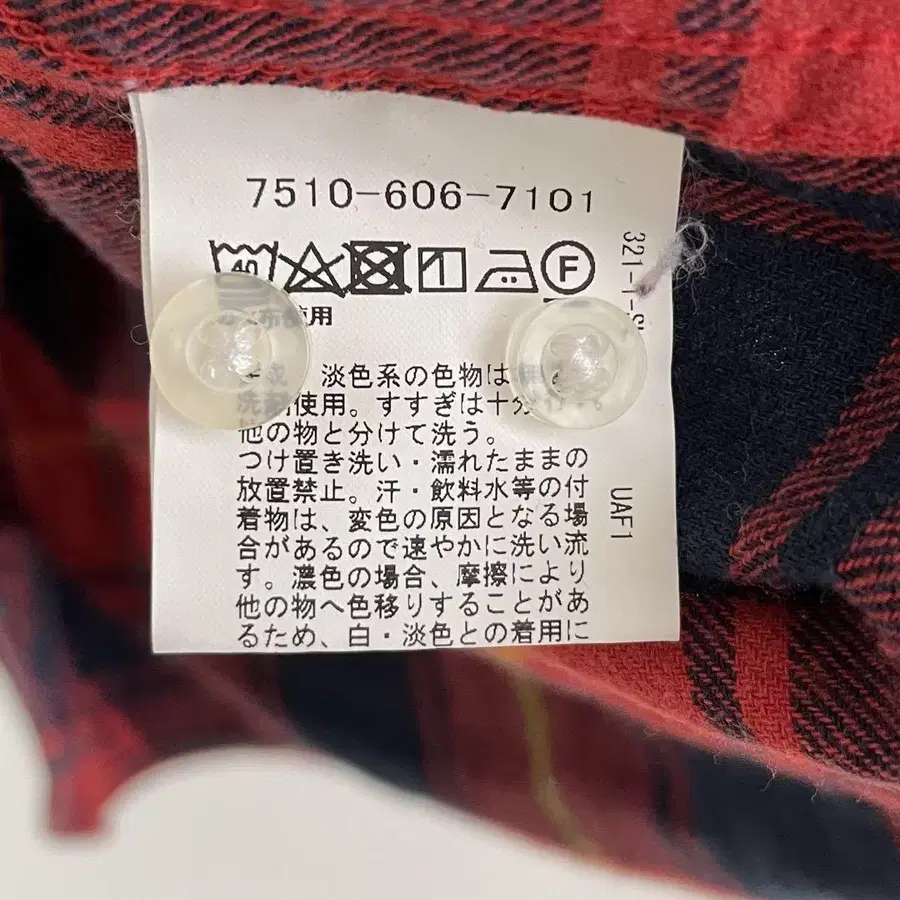 7510-606-7101
40
F
使用
淡色系の色物は
洗剤使用。すすぎは十分
他の物と分けて洗う。
つけ置き洗い・濡れたままの
放置禁止。汗・飲料水等の付
着物は、変色の原因となる場
合があるので速やかに洗い流
す。濃色の場合、摩擦により
他の物へ色移りすることがあ
るため、白・淡色との着用に
321-1-
UAF1